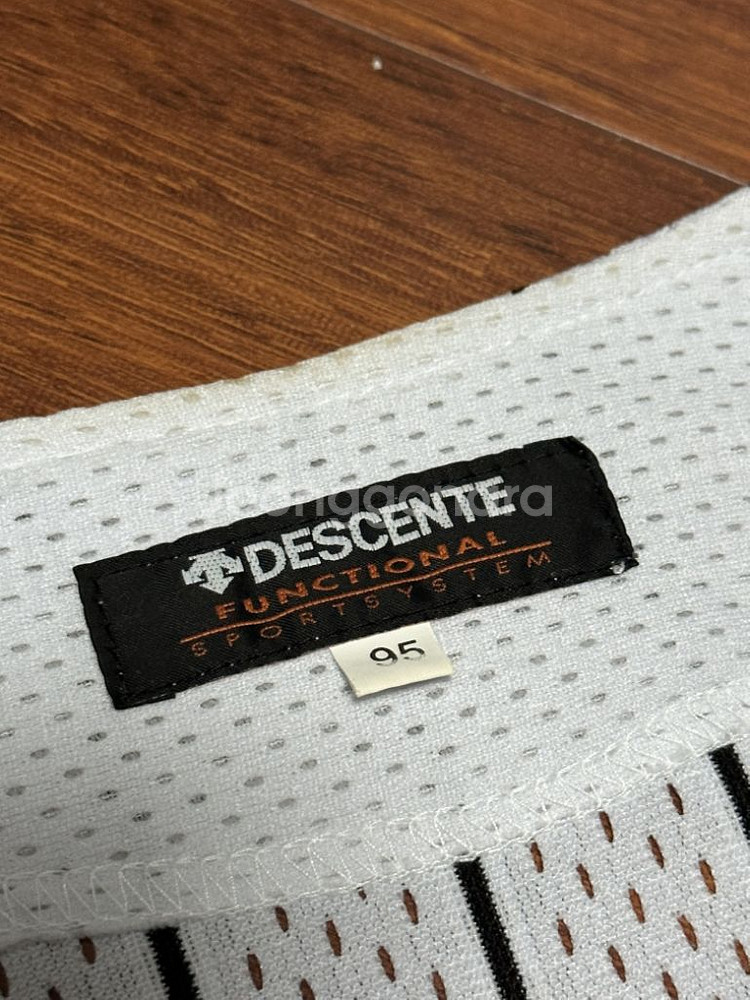 DESCENTE
FUNCTIONAL
SPORTSYSTEM
95